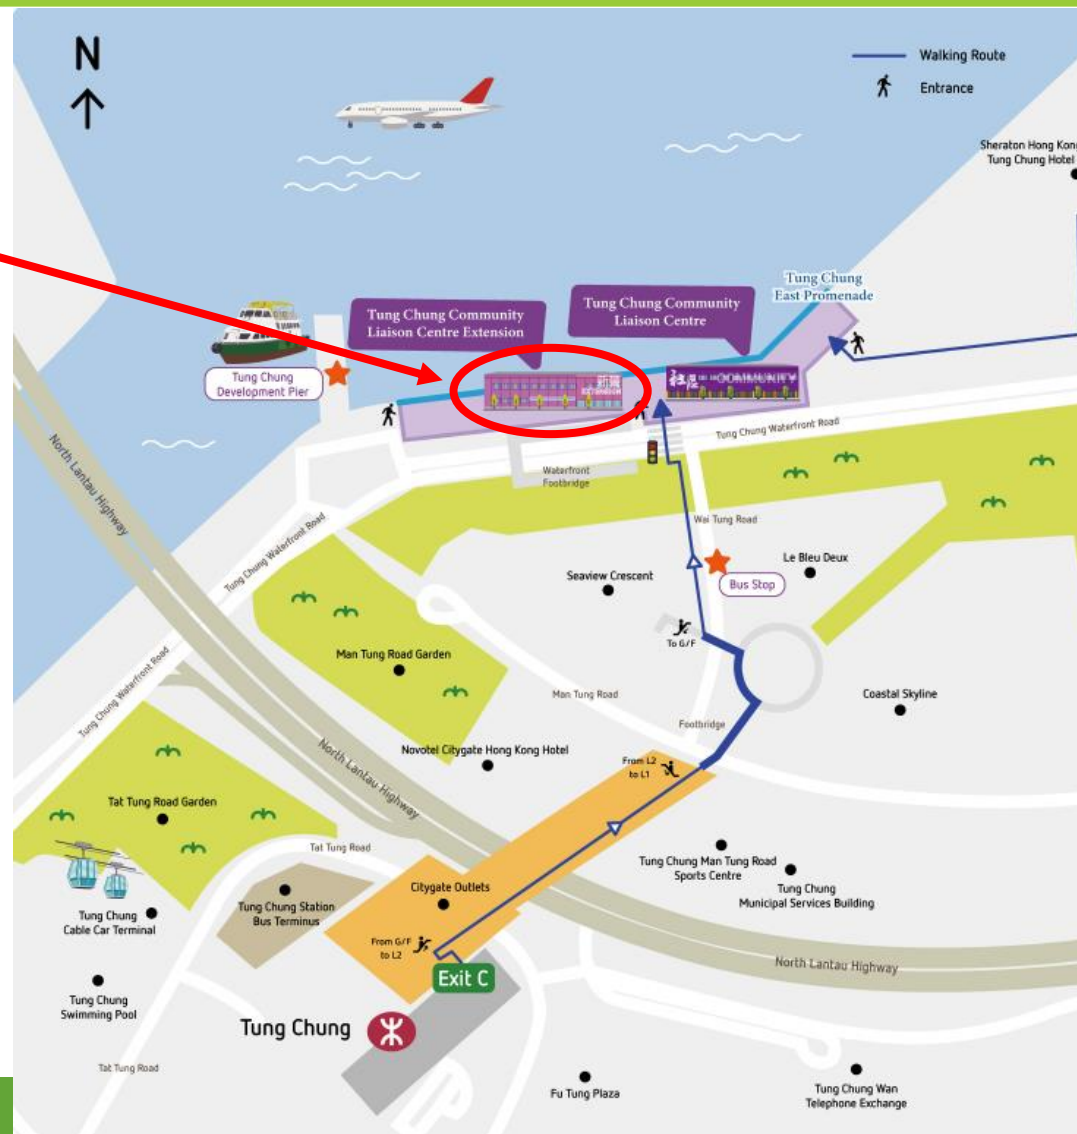 N
Walking Route
Entrance
Sheraton Hong Kong
Tung Chung Hotel
Tung Chung
East Promenade
Tung Chung Community
Liaison Centre Extension
Tung Chung Community
Liaison Centre
Tung Chung
Development Pier
EXTENSION
COMMUNITY
Tung Chung Waterfront Road
Waterfront
Footbridge
North Lantau Highway
Tung Chung Waterfront Road
Wai Tung Road
Seaview Crescent
Le Bleu Deux
Bus Stop
To G/F
Man Tung Road Garden
Man Tung Road
Coastal Skyline
Tung Chung Waterfront Road
Footbridge
Novotel Citygate Hong Kong Hotel
From L2
to L1
North Lantau Highway
Tat Tung Road Garden
Tat Tung Road
Tung Chung Man Tung Road
Sports Centre
Tung Chung
Municipal Services Building
Citygate Outlets
Tung Chung Station
Bus Terminus
Tung Chung
Cable Car Terminal
From G/F
to L2
Exit C
North Lantau Highway
Tung Chung
Swimming Pool
Tung Chung
Tat Tung Road
Fu Tung Plaza
Tung Chung Wan
Telephone Exchange